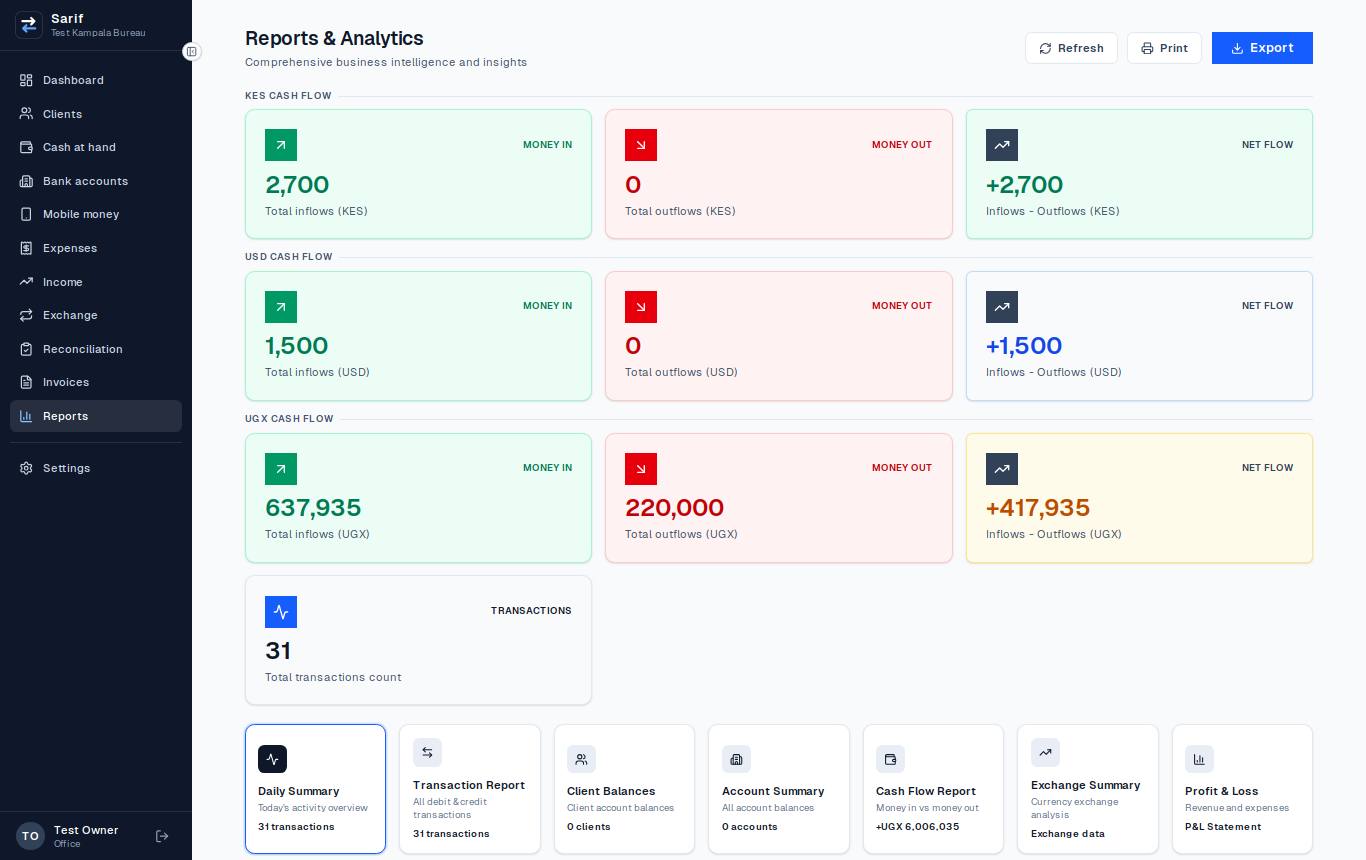 Sarif
Test Kampala Bureau
Dashboard
Clients
Cash at hand
Bank accounts
Mobile money
Expenses
Income
Exchange
Reconciliation
Invoices
Reports
Settings
TO
Test Owner
Office
Reports & Analytics
Comprehensive business intelligence and insights
Refresh
Print
Export
KES CASH FLOW
MONEY IN
2,700
Total inflows (KES)
MONEY OUT
0
Total outflows (KES)
NET FLOW
+2,700
Inflows - Outflows (KES)
USD CASH FLOW
MONEY IN
1,500
Total inflows (USD)
MONEY OUT
0
Total outflows (USD)
NET FLOW
+1,500
Inflows - Outflows (USD)
UGX CASH FLOW
MONEY IN
637,935
Total inflows (UGX)
MONEY OUT
220,000
Total outflows (UGX)
NET FLOW
+417,935
Inflows - Outflows (UGX)
TRANSACTIONS
31
Total transactions count
Daily Summary
Today's activity overview
31 transactions
Transaction Report
All debit & credit
transactions
31 transactions
Client Balances
Client account balances
0 clients
Account Summary
All account balances
0 accounts
Cash Flow Report
Money in vs money out
+UGX 6,006,035
Exchange Summary
Currency exchange
analysis
Exchange data
Profit & Loss
Revenue and expenses
P&L Statement